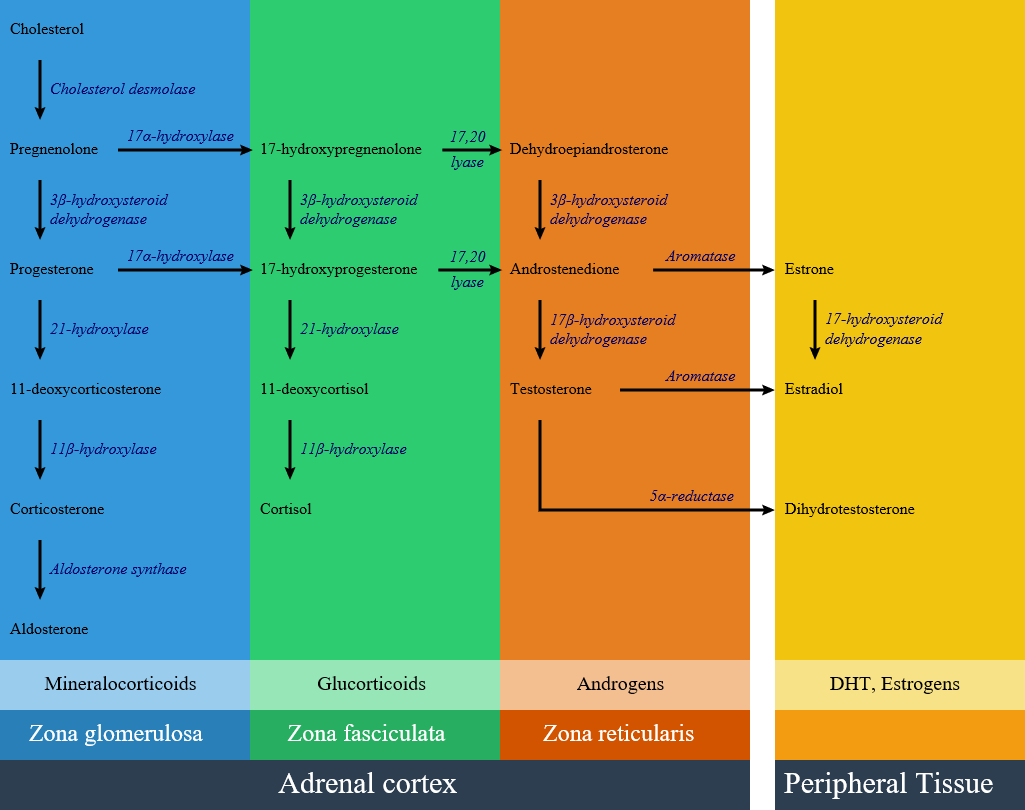 Cholesterol
Cholesterol desmolase
17α-hydroxylase
17,20
lyase
Pregnenolone
17-hydroxypregnenolone
Dehydroepiandrosterone
3β-hydroxysteroid
dehydrogenase
3β-hydroxysteroid
dehydrogenase
3β-hydroxysteroid
dehydrogenase
17α-hydroxylase
17,20
lyase
Aromatase
Progesterone
17-hydroxyprogesterone
Androstenedione
Estrone
21-hydroxylase
21-hydroxylase
17β-hydroxysteroid
dehydrogenase
17-hydroxysteroid
dehydrogenase
Aromatase
11-deoxycorticosterone
11-deoxycortisol
Testosterone
Estradiol
11β-hydroxylase
11β-hydroxylase
5α-reductase
Corticosterone
Cortisol
Dihydrotestosterone
Aldosterone synthase
Aldosterone
Mineralocorticoids
Glucorticoids
Androgens
DHT, Estrogens
Zona glomerulosa
Zona fasciculata
Zona reticularis
Adrenal cortex
Peripheral Tissue